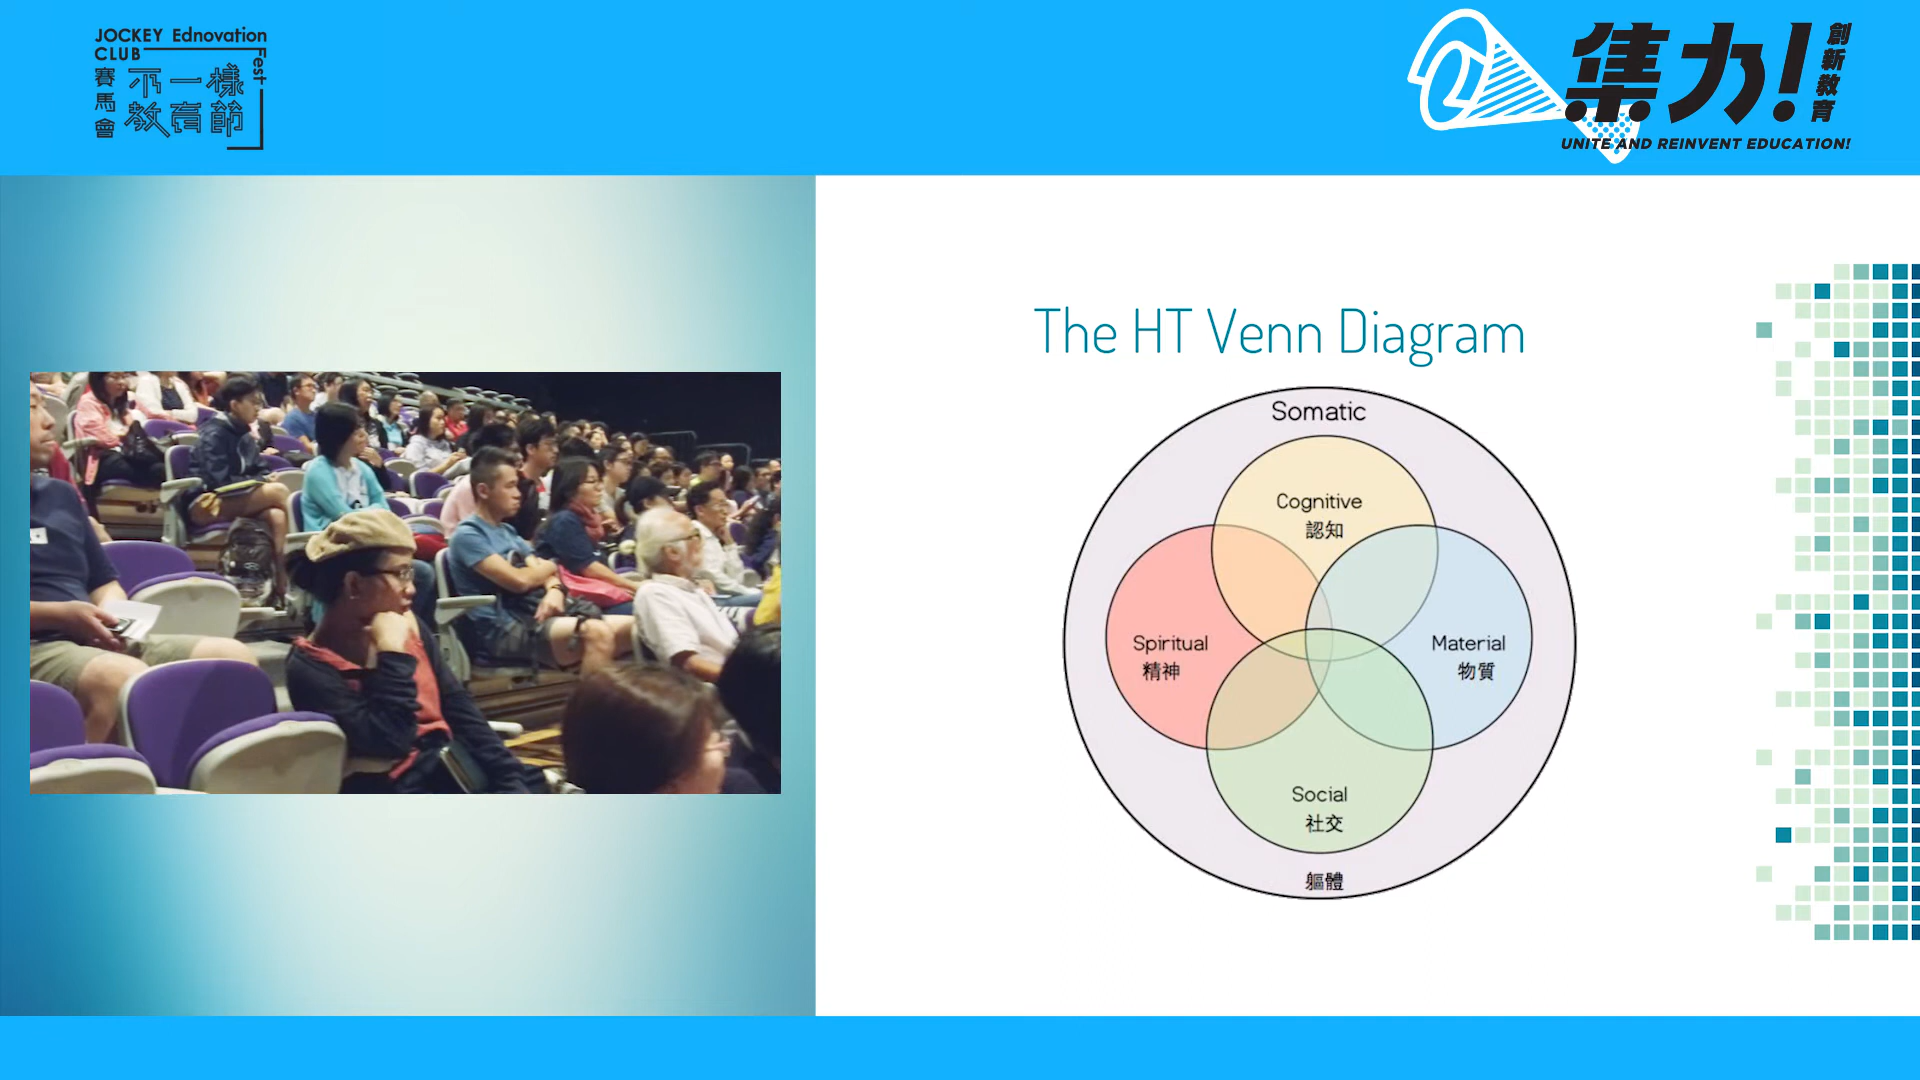 JOCKEY Ednovation
CLUB
Fest
賽馬會
不一樣
教育節
集力!
創新教育
UNITE AND REINVENT EDUCATION!
The HT Venn Diagram
Somatic
Cognitive
認知
Spiritual
精神
Material
物質
Social
社交
軀體